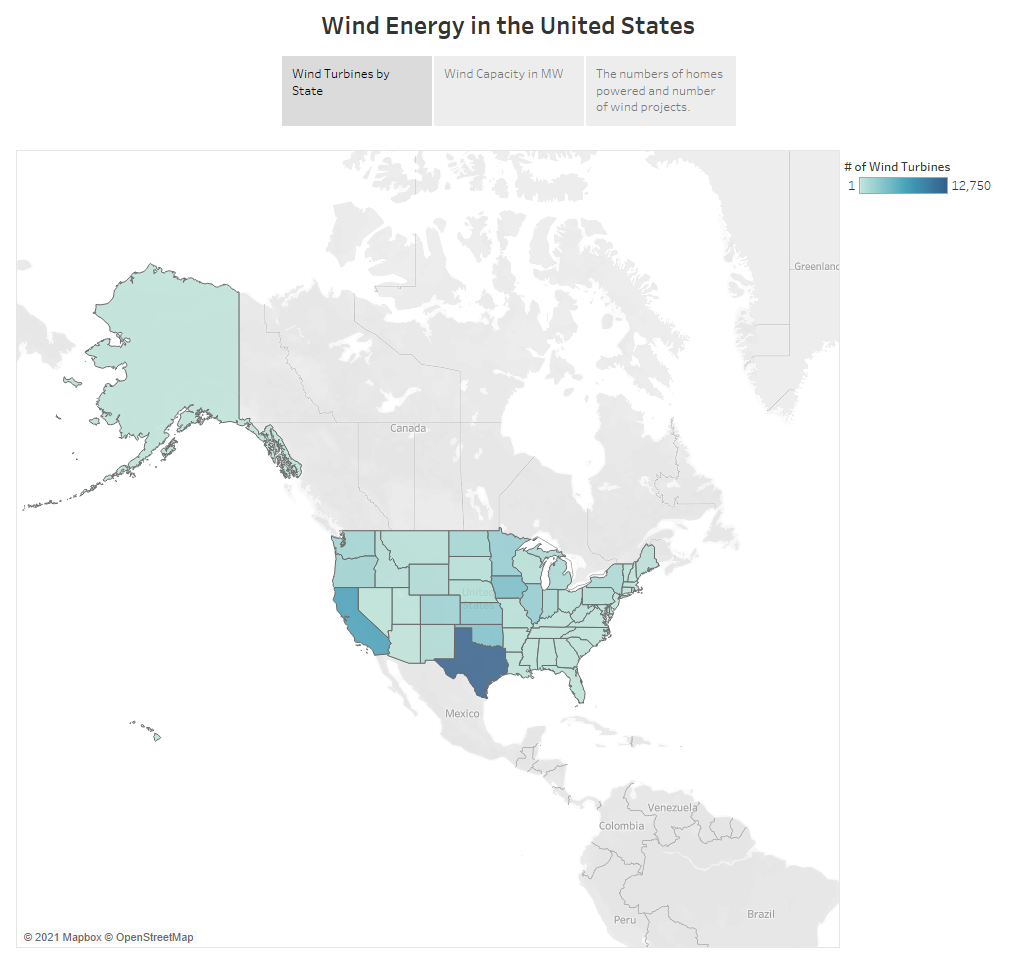 Wind Energy in the United States
Wind Turbines by
State
Wind Capacity in MW
The numbers of homes
powered and number
of wind projects.
# of Wind Turbines
1
12,750
Greenland
Canada
United
States
Mexico
Venezuela
Colombia
Brazil
Peru
© 2021 Mapbox © OpenStreetMap